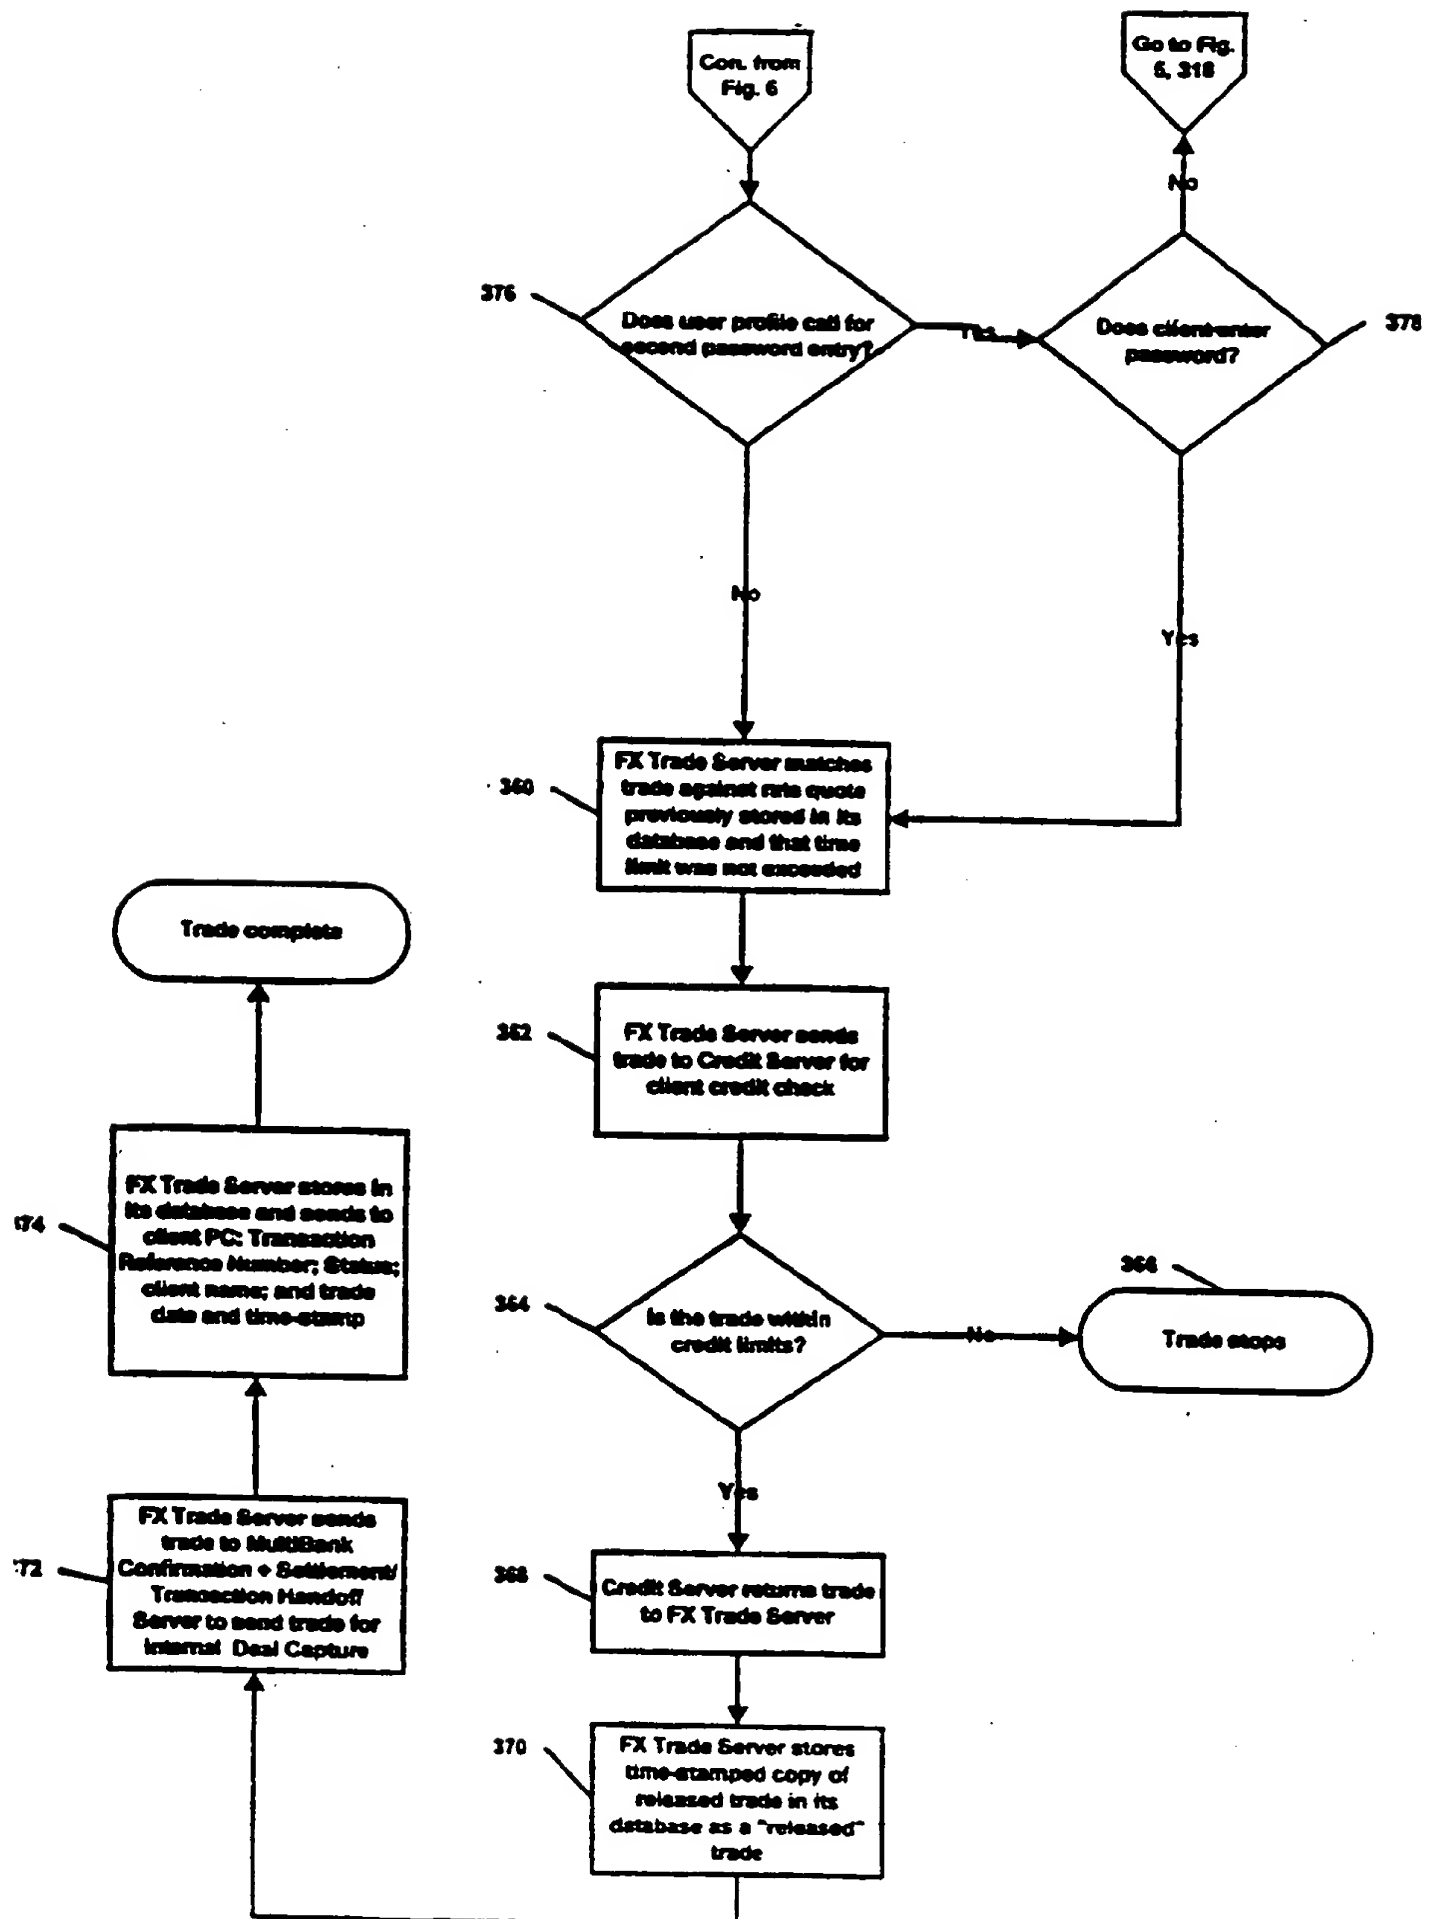 Con. from
Fig. 6
Go to Fig.
5, 318
No
376
Does user profile call for
second password entry?
Yes
Does client enter
password?
378
No
Yes
360
FX Trade Server matches
trade against rate quote
previously stored in its
database and that time
limit was not exceeded
Trade complete
362
FX Trade Server sends
trade to Credit Server for
client credit check
374
FX Trade Server stores in
its database and sends to
client PC: Transaction
Reference Number; Status;
client name; and trade
date and time-stamp
364
Is the trade within
credit limits?
No
366
Trade stops
Yes
372
FX Trade Server sends
trade to MultiBank
Confirmation + Settlement/
Transaction Handoff
Server to send trade for
Internal Deal Capture
368
Credit Server returns trade
to FX Trade Server
370
FX Trade Server stores
time-stamped copy of
released trade in its
database as a "released"
trade